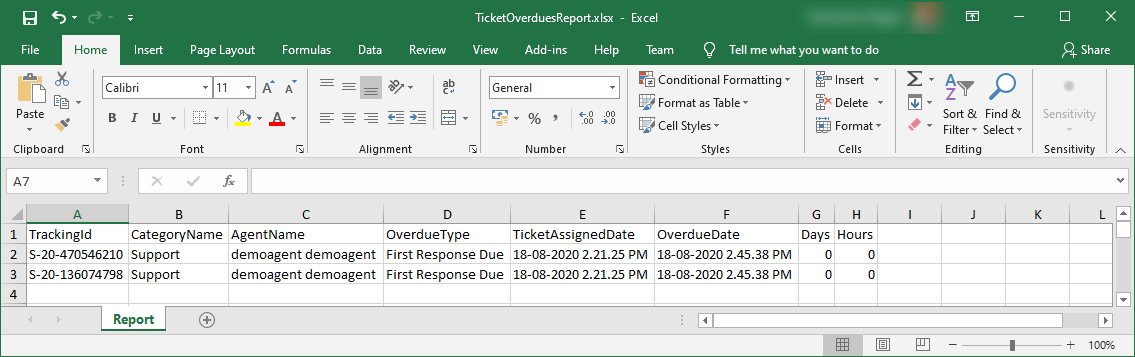 TicketOverduesReport.xlsx - Excel
File Home Insert Page Layout Formulas Data Review View Add-ins Help Team Tell me what you want to do Share
Paste
Calibri 11
General
Conditional Formatting
Format as Table
Cell Styles
Insert
Delete
Format
Sort & Filter
Find & Select
Sensitivity
Clipboard Font Alignment Number Styles Cells Editing Sensitivity
A7 fx
A B C D E F G H I J K L
1 TrackingId CategoryName AgentName OverdueType TicketAssignedDate OverdueDate Days Hours
2 S-20-470546210 Support demoagent demoagent First Response Due 18-08-2020 2.21.25 PM 18-08-2020 2.45.38 PM 0 0
3 S-20-136074798 Support demoagent demoagent First Response Due 18-08-2020 2.21.25 PM 18-08-2020 2.45.38 PM 0 0
4
Report
100%